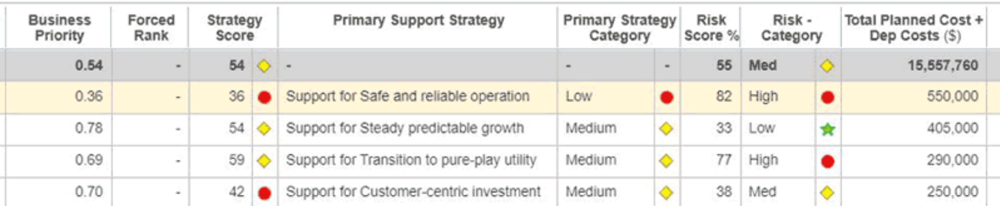 Business Priority Forced Rank Strategy Score Primary Support Strategy Primary Strategy Category Risk Score % Risk - Category Total Planned Cost + Dep Costs ($)
0.54 - 54 - - - 55 Med 15,557,760
0.36 - 36 Support for Safe and reliable operation Low 82 High 550,000
0.78 - 54 Support for Steady predictable growth Medium 33 Low 405,000
0.69 - 59 Support for Transition to pure-play utility Medium 77 High 290,000
0.70 - 42 Support for Customer-centric investment Medium 38 Med 250,000